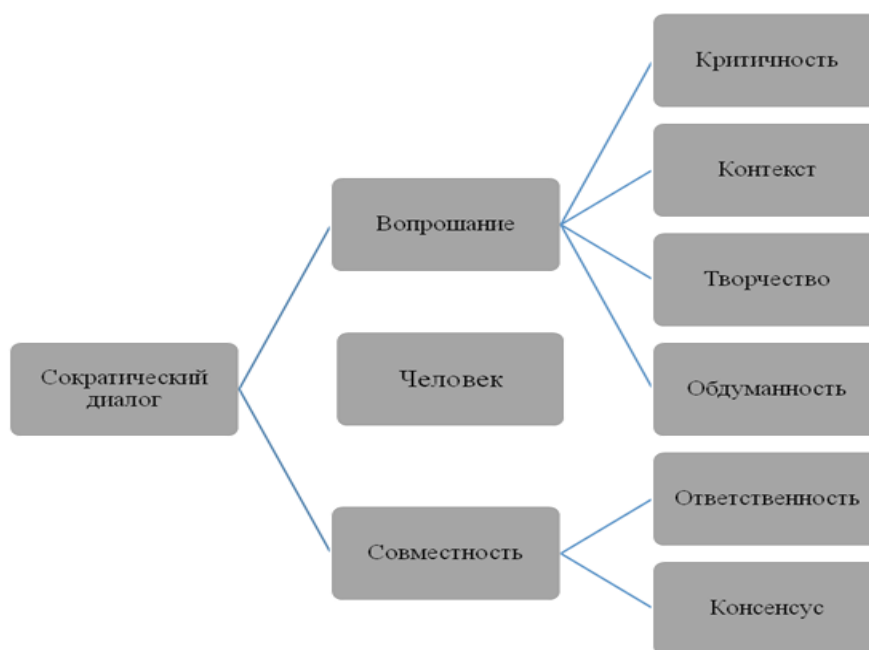 Критичность
Контекст
Вопрошание
Творчество
Человек
Сократический
диалог
Обдуманность
Ответственность
Совместность
Консенсус